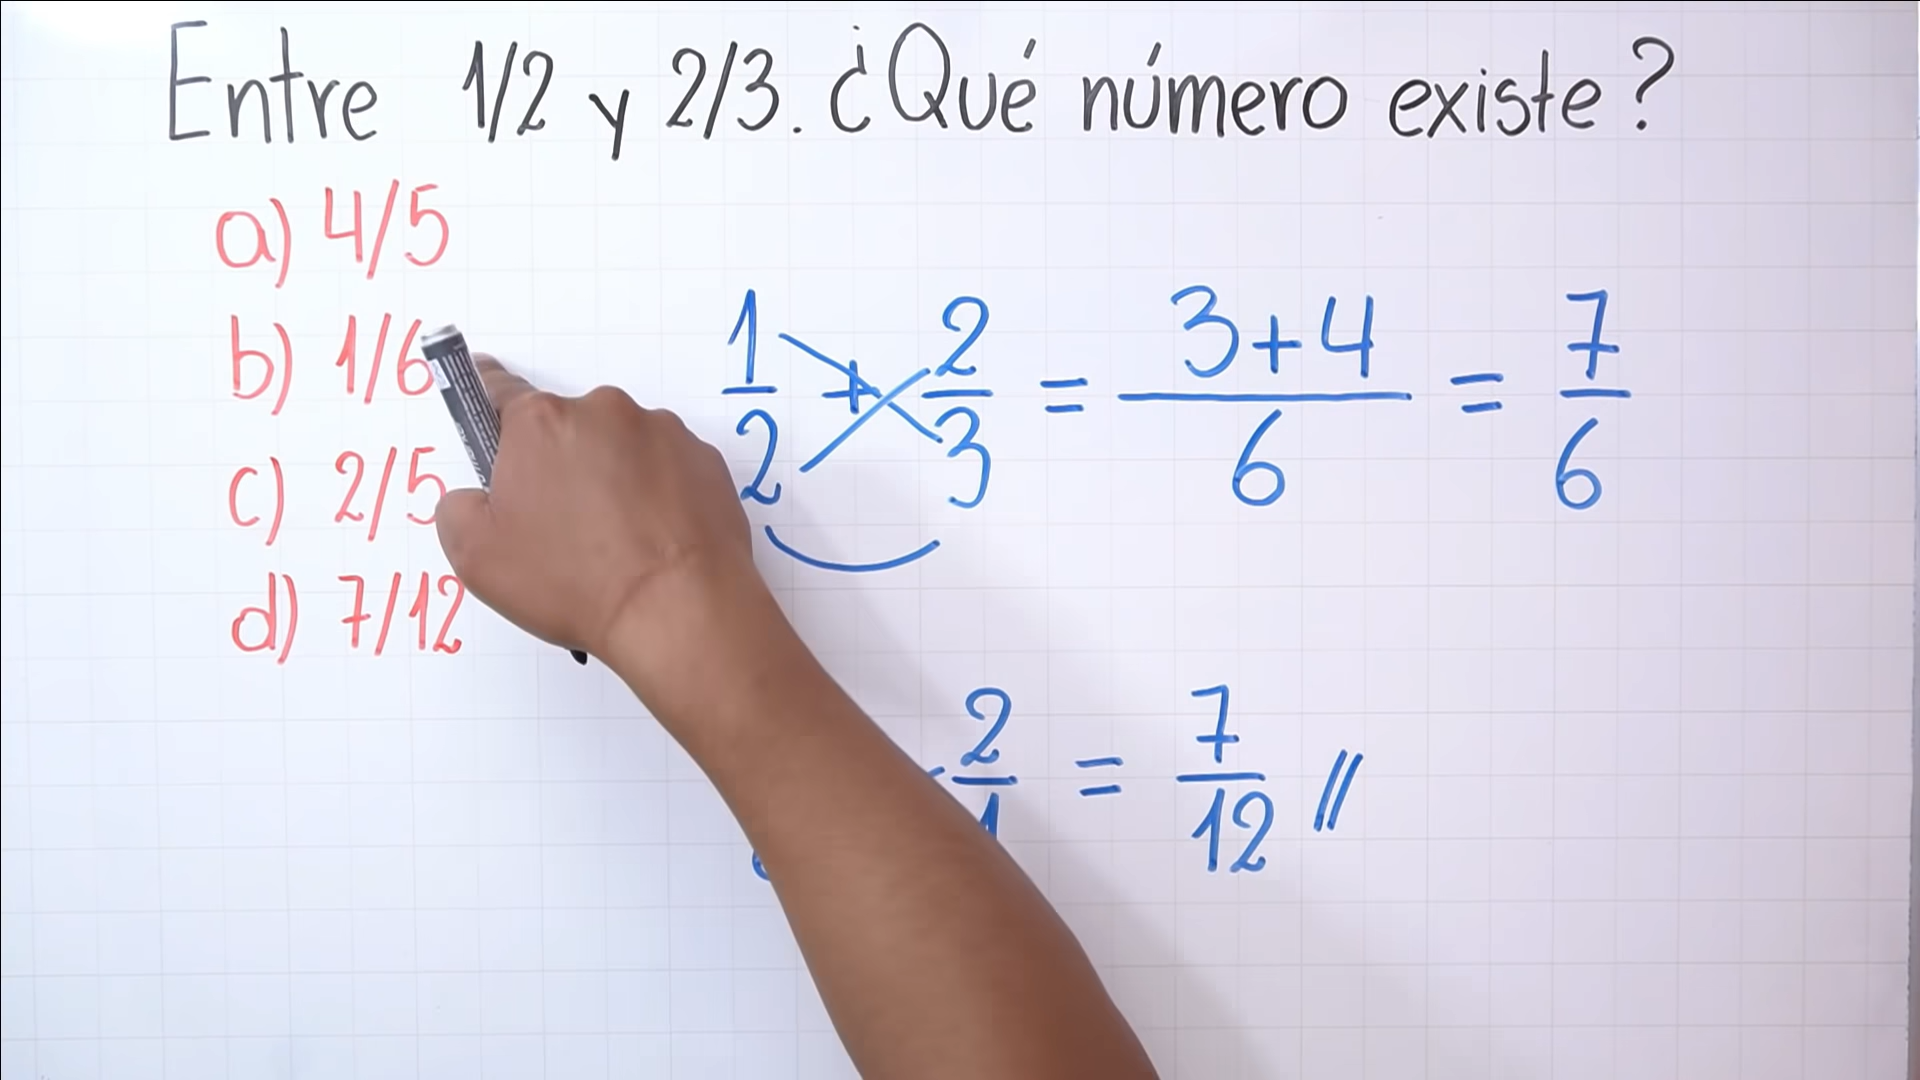 Entre 1/2 y 2/3. ¿Qué número existe?
a) 4/5
b) 1/6
c) 2/5
d) 7/12
1/2 + 2/3 = 3+4/6 = 7/6
2/1 = 7/12 //